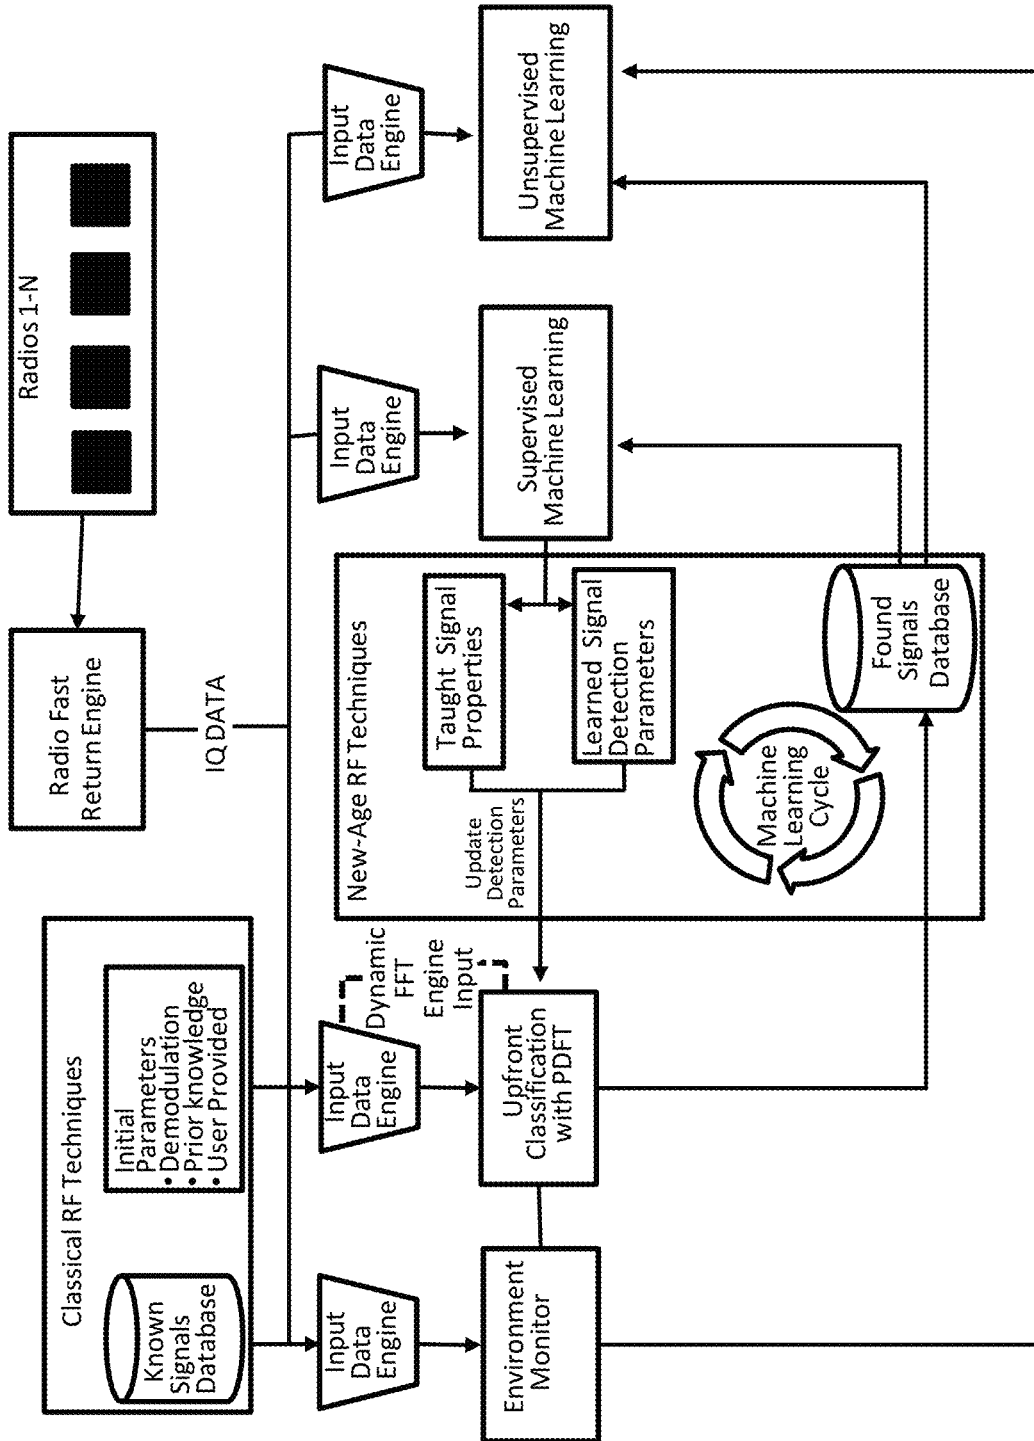 Classical RF Techniques
Known
Signals
Database
Initial
Parameters
• Demodulation
• Prior knowledge
• User Provided
Radio Fast
Return Engine
Radios 1-N
IQ DATA
Input
Data
Engine
Input
Data
Engine
Dynamic
FFT
Engine
Input
Input
Data
Engine
Input
Data
Engine
Environment
Monitor
Upfront
Classification
with PDFT
New-Age RF Techniques
Update
Detection
Parameters
Taught Signal
Properties
Learned Signal
Detection
Parameters
Machine
Learning
Cycle
Found
Signals
Database
Supervised
Machine Learning
Unsupervised
Machine Learning